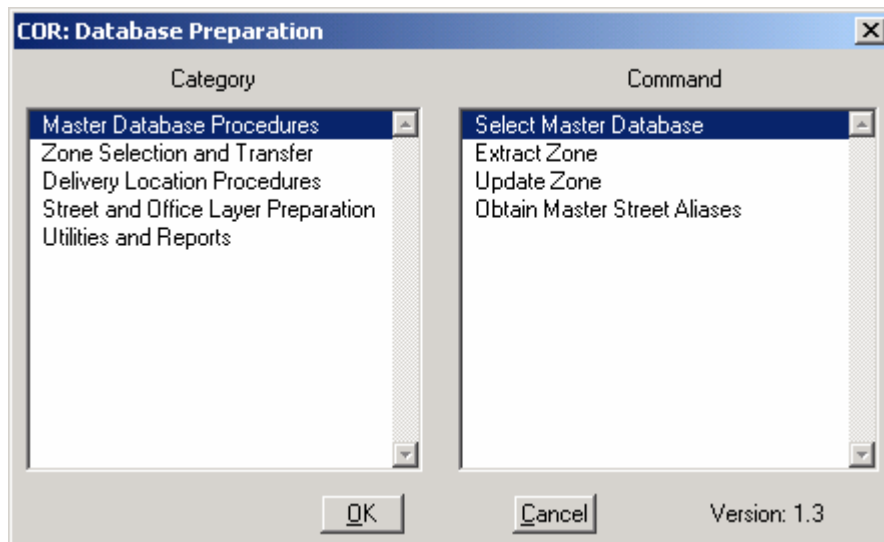 COR: Database Preparation
Category
Command
Master Database Procedures
Zone Selection and Transfer
Delivery Location Procedures
Street and Office Layer Preparation
Utilities and Reports
Select Master Database
Extract Zone
Update Zone
Obtain Master Street Aliases
OK
Cancel
Version: 1.3